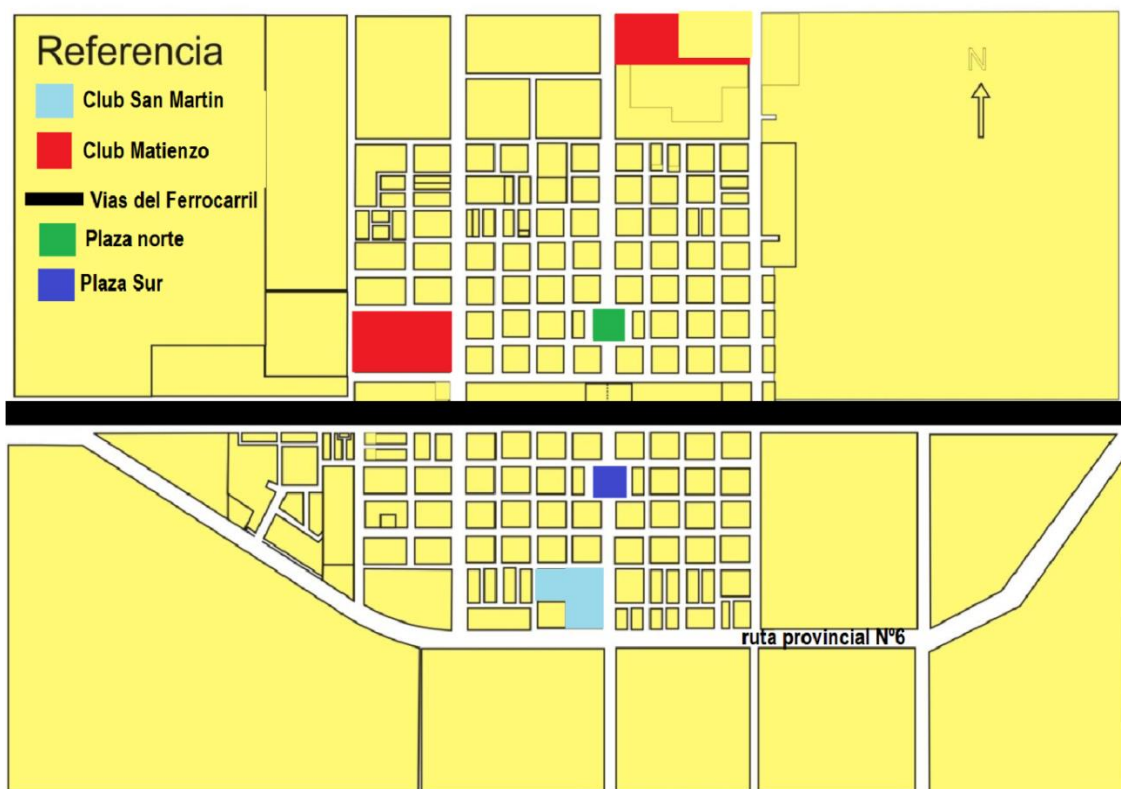 Referencia
Club San Martin
Club Matienzo
Vias del Ferrocarril
Plaza norte
Plaza Sur
N
ruta provincial Nº6